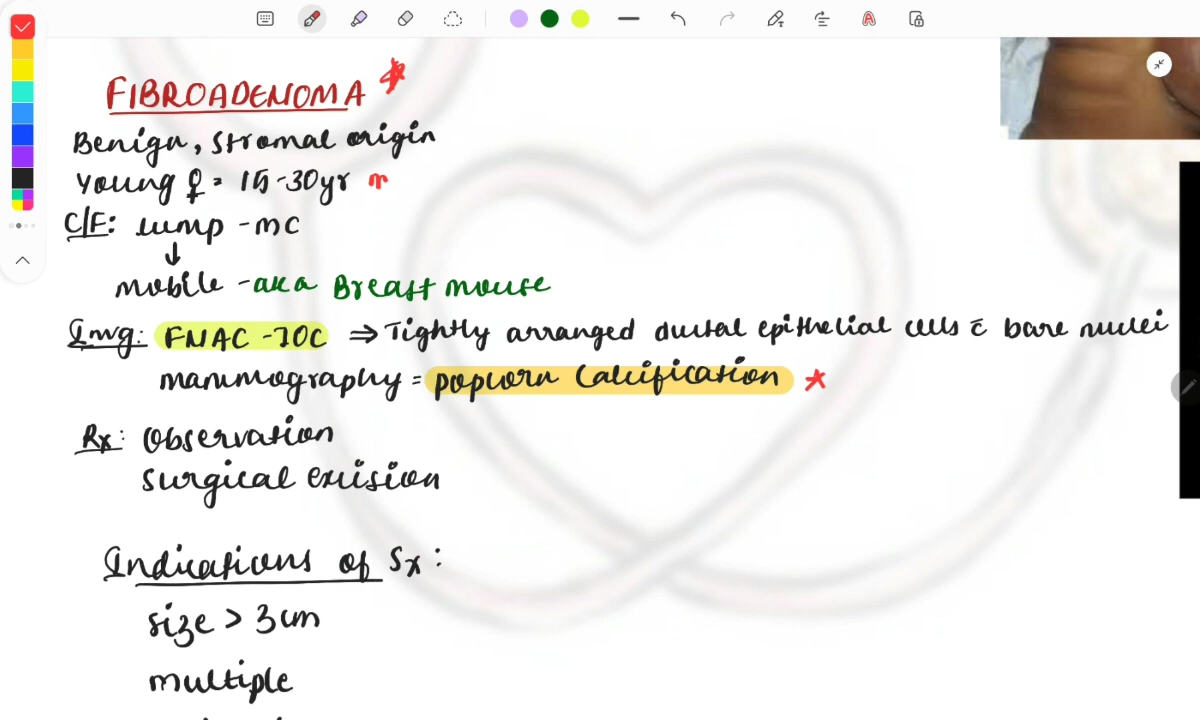 FIBROADENOMA
Benign, stromal origin
Young ♀ = 15-30yr
C/F: lump - mc
↓
mobile - aka Breast mouse
Invg: FNAC - IOC ⇒ Tightly arranged ductal epithelial cells c̄ bare nuclei
mammography = popcorn calcification
Rx: Observation
surgical excision
Indications of Sx:
size > 3cm
multiple